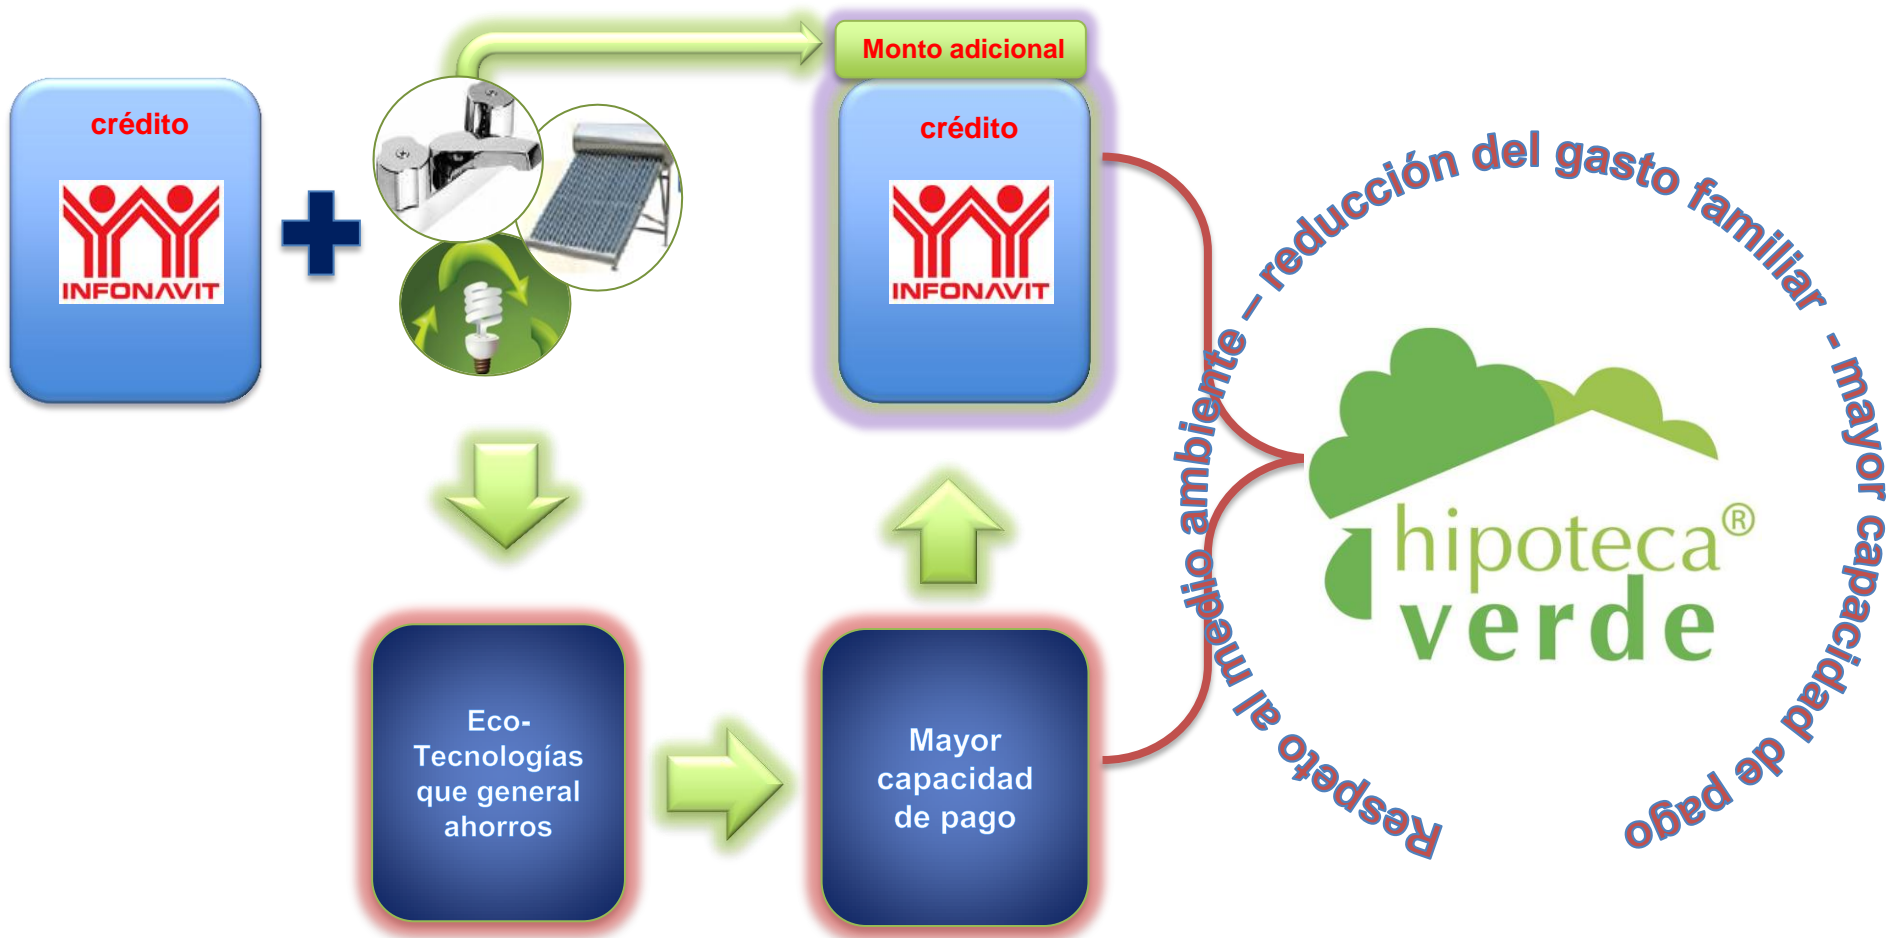 crédito
INFONAVIT
Monto adicional
crédito
INFONAVIT
Eco-
Tecnologías
que general
ahorros
Mayor
capacidad
de pago
Respeto al medio ambiente – reducción del gasto familiar - mayor capacidad de pago
hipoteca®
verde